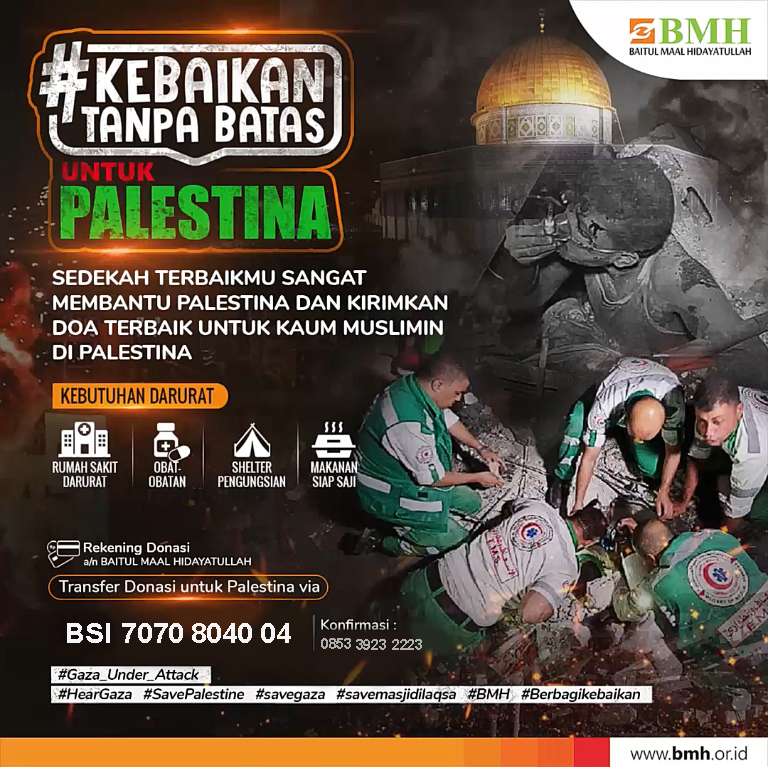 BMH
BAITUL MAAL HIDAYATULLAH
#KEBAIKAN
TANPA BATAS
UNTUK
PALESTINA
SEDEKAH TERBAIKMU SANGAT
MEMBANTU PALESTINA DAN KIRIMKAN
DOA TERBAIK UNTUK KAUM MUSLIMIN
DI PALESTINA
KEBUTUHAN DARURAT
RUMAH SAKIT
DARURAT
OBAT-
OBATAN
SHELTER
PENGUNGSIAN
MAKANAN
SIAP SAJI
Rekening Donasi
a/n BAITUL MAAL HIDAYATULLAH
Transfer Donasi untuk Palestina via
BSI 7070 8040 04
Konfirmasi :
0853 3923 2223
#Gaza_Under_Attack
#HearGaza #SavePalestine #savegaza #savemasjidilaqsa #BMH #Berbagikebaikan
www.bmh.or.id